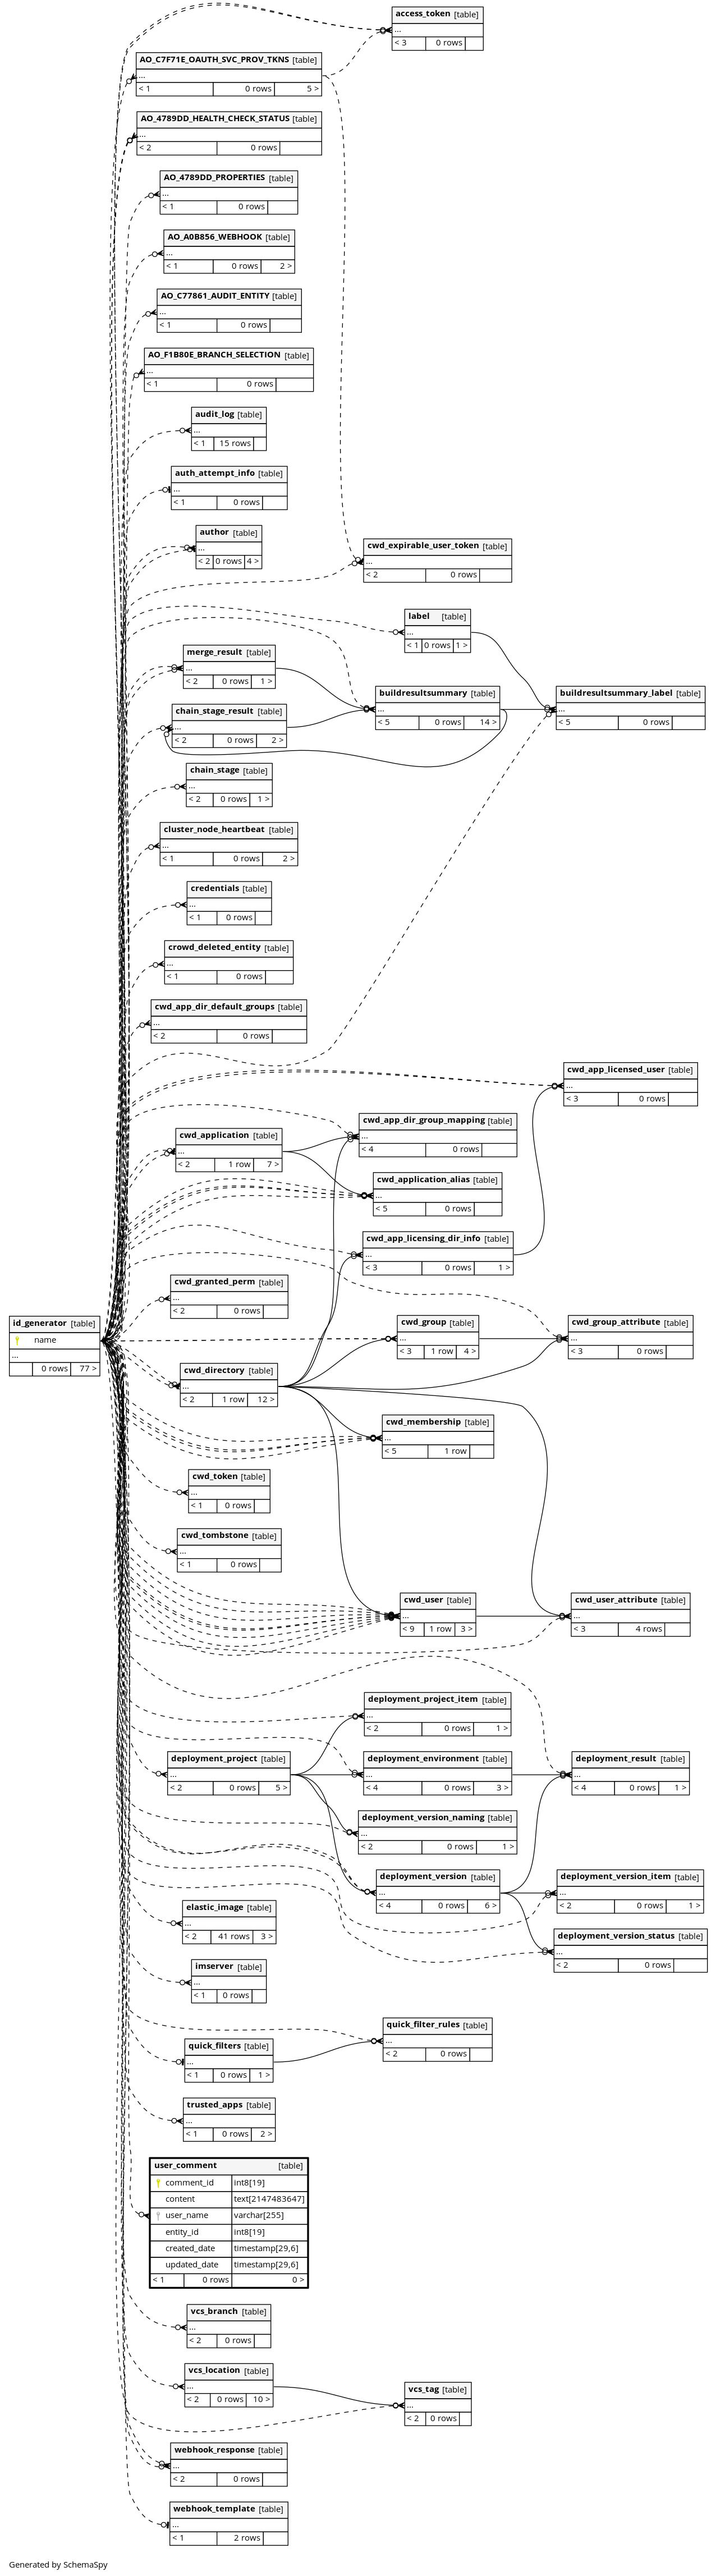 access_token [table]
...
< 3 0 rows
AO_C7F71E_OAUTH_SVC_PROV_TKNS [table]
...
< 1 0 rows 5 >
AO_4789DD_HEALTH_CHECK_STATUS [table]
...
< 2 0 rows
AO_4789DD_PROPERTIES [table]
...
< 1 0 rows
AO_A0B856_WEBHOOK [table]
...
< 1 0 rows 2 >
AO_C77861_AUDIT_ENTITY [table]
...
< 1 0 rows
AO_F1B80E_BRANCH_SELECTION [table]
...
< 1 0 rows
audit_log [table]
...
< 1 15 rows
auth_attempt_info [table]
...
< 1 0 rows
author [table]
...
< 2 0 rows 4 >
cwd_expirable_user_token [table]
...
< 2 0 rows
label [table]
...
< 1 0 rows 1 >
merge_result [table]
...
< 2 0 rows 1 >
buildresultsummary [table]
...
< 5 0 rows 14 >
buildresultsummary_label [table]
...
< 5 0 rows
chain_stage_result [table]
...
< 2 0 rows 2 >
chain_stage [table]
...
< 2 0 rows 1 >
cluster_node_heartbeat [table]
...
< 1 0 rows 2 >
credentials [table]
...
< 1 0 rows
crowd_deleted_entity [table]
...
< 1 0 rows
cwd_app_dir_default_groups [table]
...
< 2 0 rows
cwd_app_licensed_user [table]
...
< 3 0 rows
cwd_app_dir_group_mapping [table]
...
< 4 0 rows
cwd_application [table]
...
< 2 1 row 7 >
cwd_application_alias [table]
...
< 5 0 rows
cwd_app_licensing_dir_info [table]
...
< 3 0 rows 1 >
cwd_granted_perm [table]
...
< 2 0 rows
id_generator [table]
name
...
0 rows 77 >
cwd_group [table]
...
< 3 1 row 4 >
cwd_group_attribute [table]
...
< 3 0 rows
cwd_directory [table]
...
< 2 1 row 12 >
cwd_membership [table]
...
< 5 1 row
cwd_token [table]
...
< 1 0 rows
cwd_tombstone [table]
...
< 1 0 rows
cwd_user [table]
...
< 9 1 row 3 >
cwd_user_attribute [table]
...
< 3 4 rows
deployment_project_item [table]
...
< 2 0 rows 1 >
deployment_project [table]
...
< 2 0 rows 5 >
deployment_environment [table]
...
< 4 0 rows 3 >
deployment_result [table]
...
< 4 0 rows 1 >
deployment_version_naming [table]
...
< 2 0 rows 1 >
deployment_version [table]
...
< 4 0 rows 6 >
deployment_version_item [table]
...
< 2 0 rows 1 >
elastic_image [table]
...
< 2 41 rows 3 >
deployment_version_status [table]
...
< 2 0 rows
imserver [table]
...
< 1 0 rows
quick_filter_rules [table]
...
< 2 0 rows
quick_filters [table]
...
< 1 0 rows 1 >
trusted_apps [table]
...
< 1 0 rows 2 >
user_comment [table]
comment_id int8[19]
content text[2147483647]
user_name varchar[255]
entity_id int8[19]
created_date timestamp[29,6]
updated_date timestamp[29,6]
< 1 0 rows 0 >
vcs_branch [table]
...
< 2 0 rows
vcs_location [table]
...
< 2 0 rows 10 >
vcs_tag [table]
...
< 2 0 rows
webhook_response [table]
...
< 2 0 rows
webhook_template [table]
...
< 1 2 rows
Generated by SchemaSpy